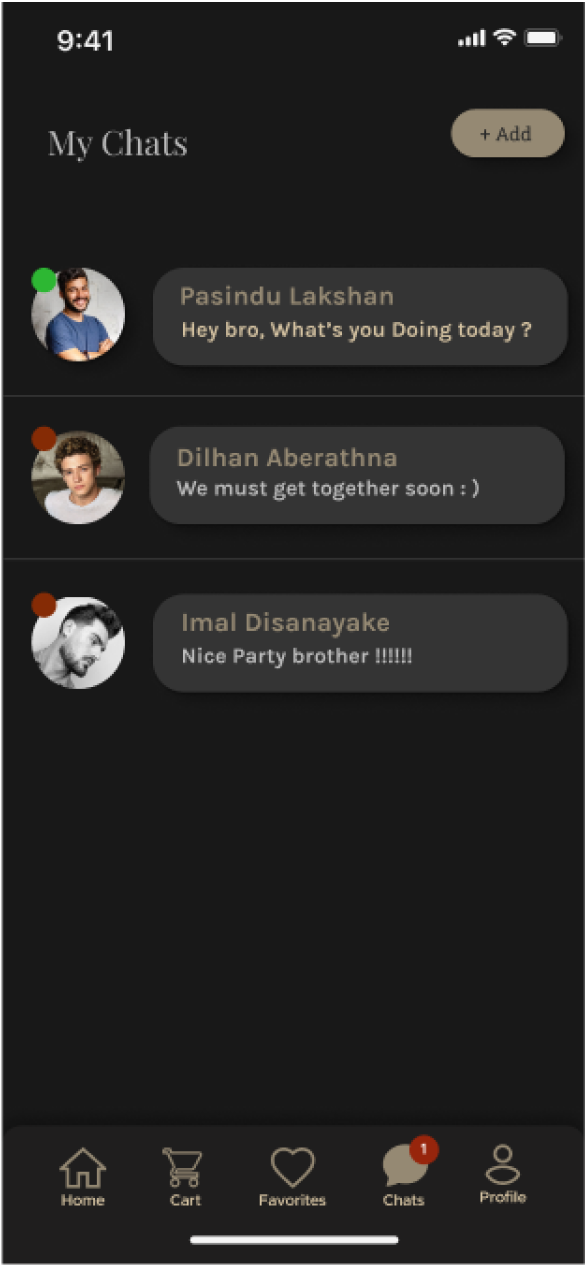 9:41
My Chats
+ Add
Pasindu Lakshan
Hey bro, What's you Doing today ?
Dilhan Aberathna
We must get together soon : )
Imal Disanayake
Nice Party brother !!!!!!
1
Home
Cart
Favorites
Chats
Profile